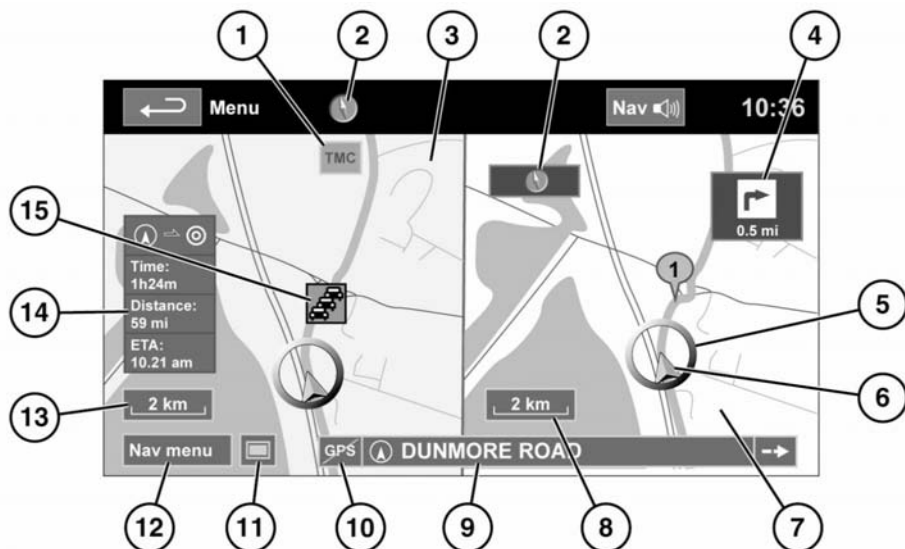 1
2
3
2
4
Menu
Nav
10:36
TMC
0.5 mi
15
Time:
1h24m
1
14
Distance:
59 mi
5
ETA:
10.21 am
6
13
2 km
2 km
Nav menu
GPS
DUNMORE ROAD
12
11
10
9
8
7